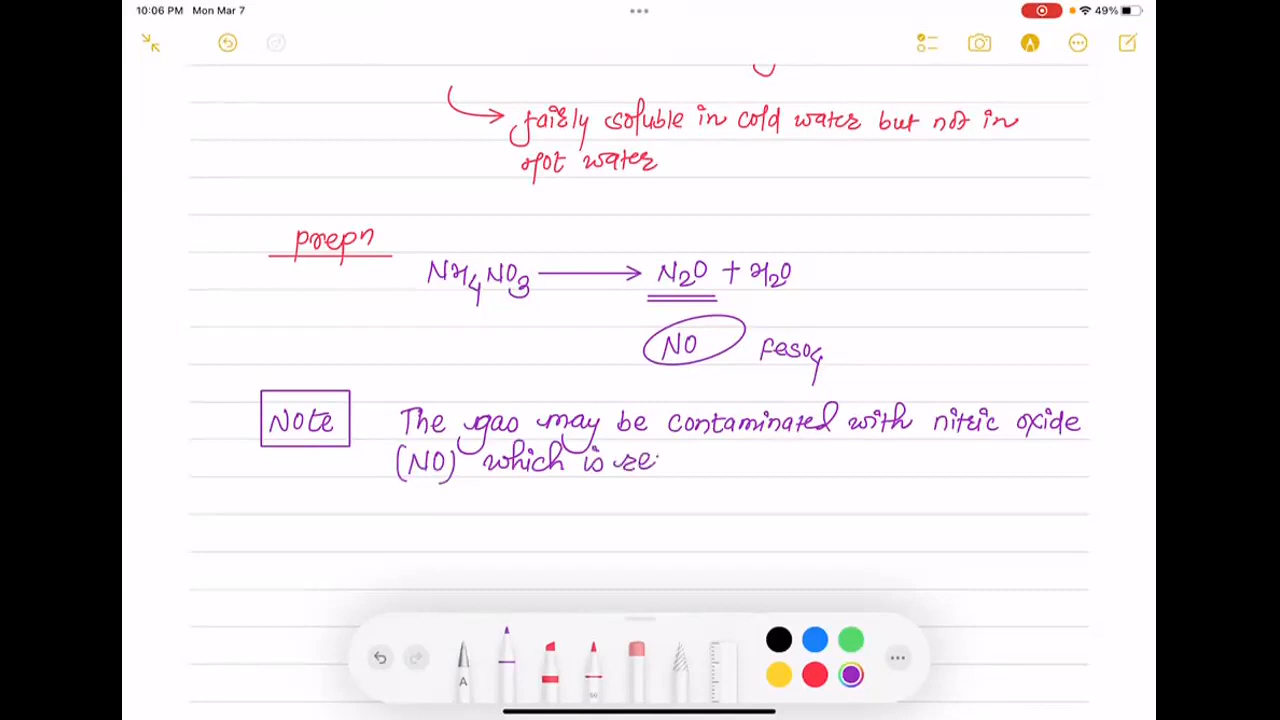 10:06 PM Mon Mar 7
49%
fairly soluble in cold water but not in
hot water
prepn
NH4NO3 → N2O + H2O
NO FeSO4
Note The gas may be contaminated with nitric oxide
(NO) which is re
A
50